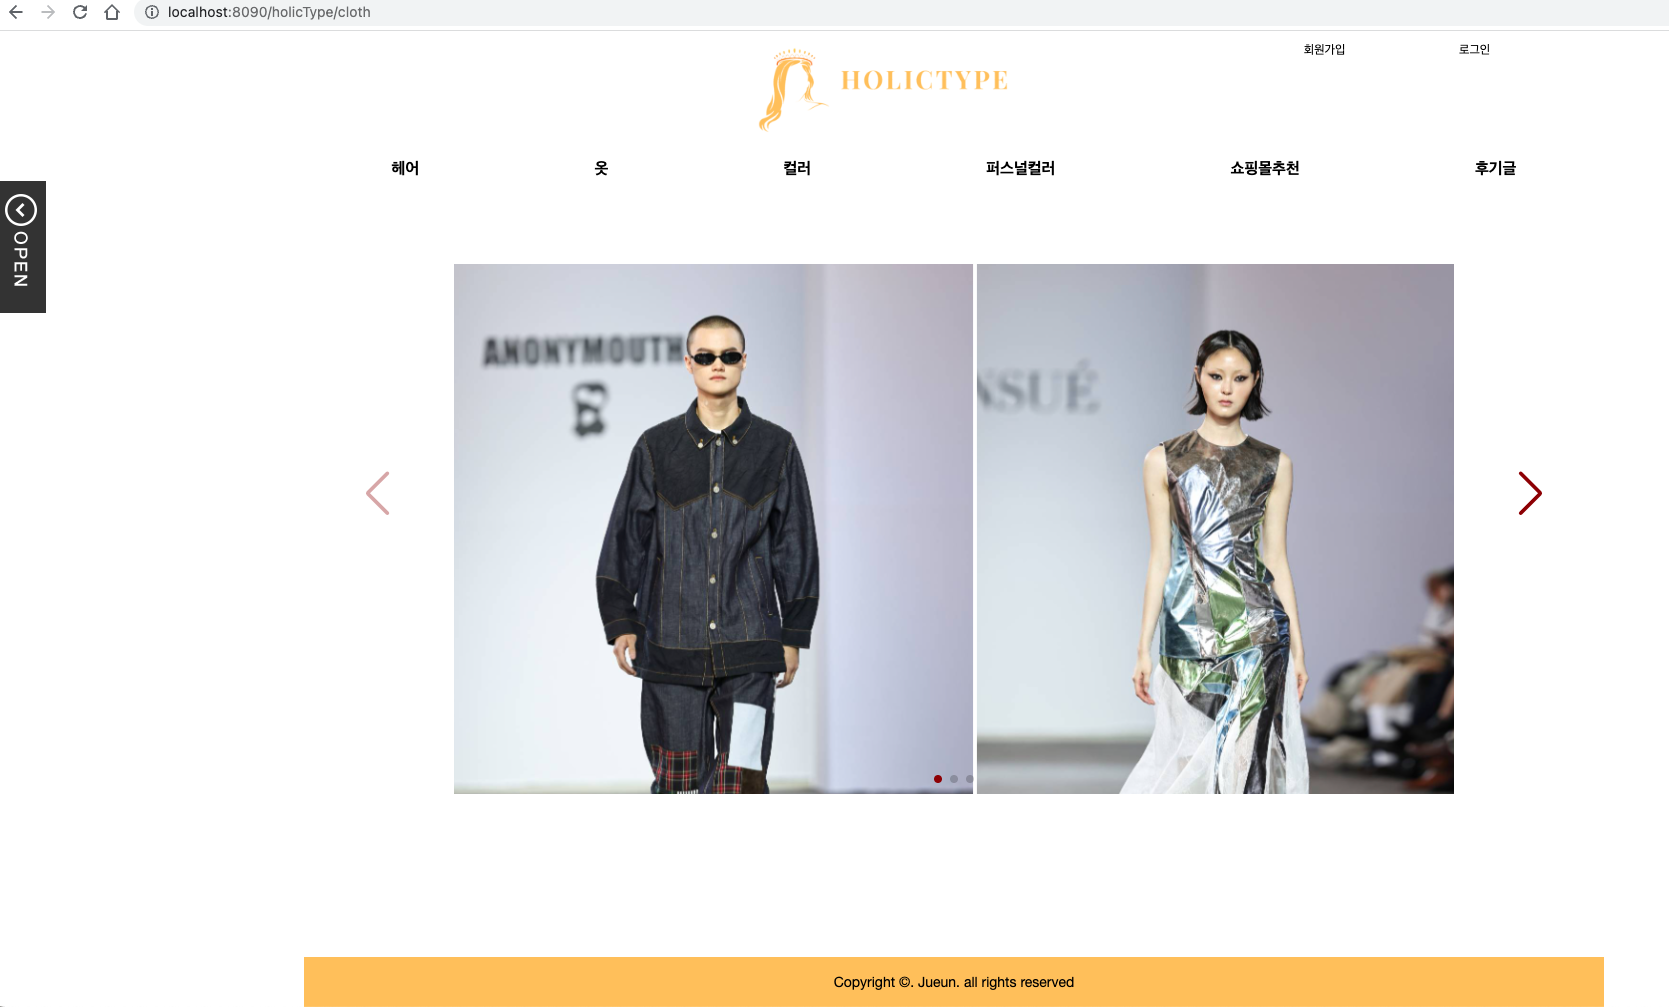 localhost:8090/holicType/cloth
회원가입 로그인
HOLICTYPE
헤어 옷 컬러 퍼스널컬러 쇼핑몰추천 후기글
OPEN
ANONYMOUTH
NSUÉ
Copyright ©. Jueun. all rights reserved